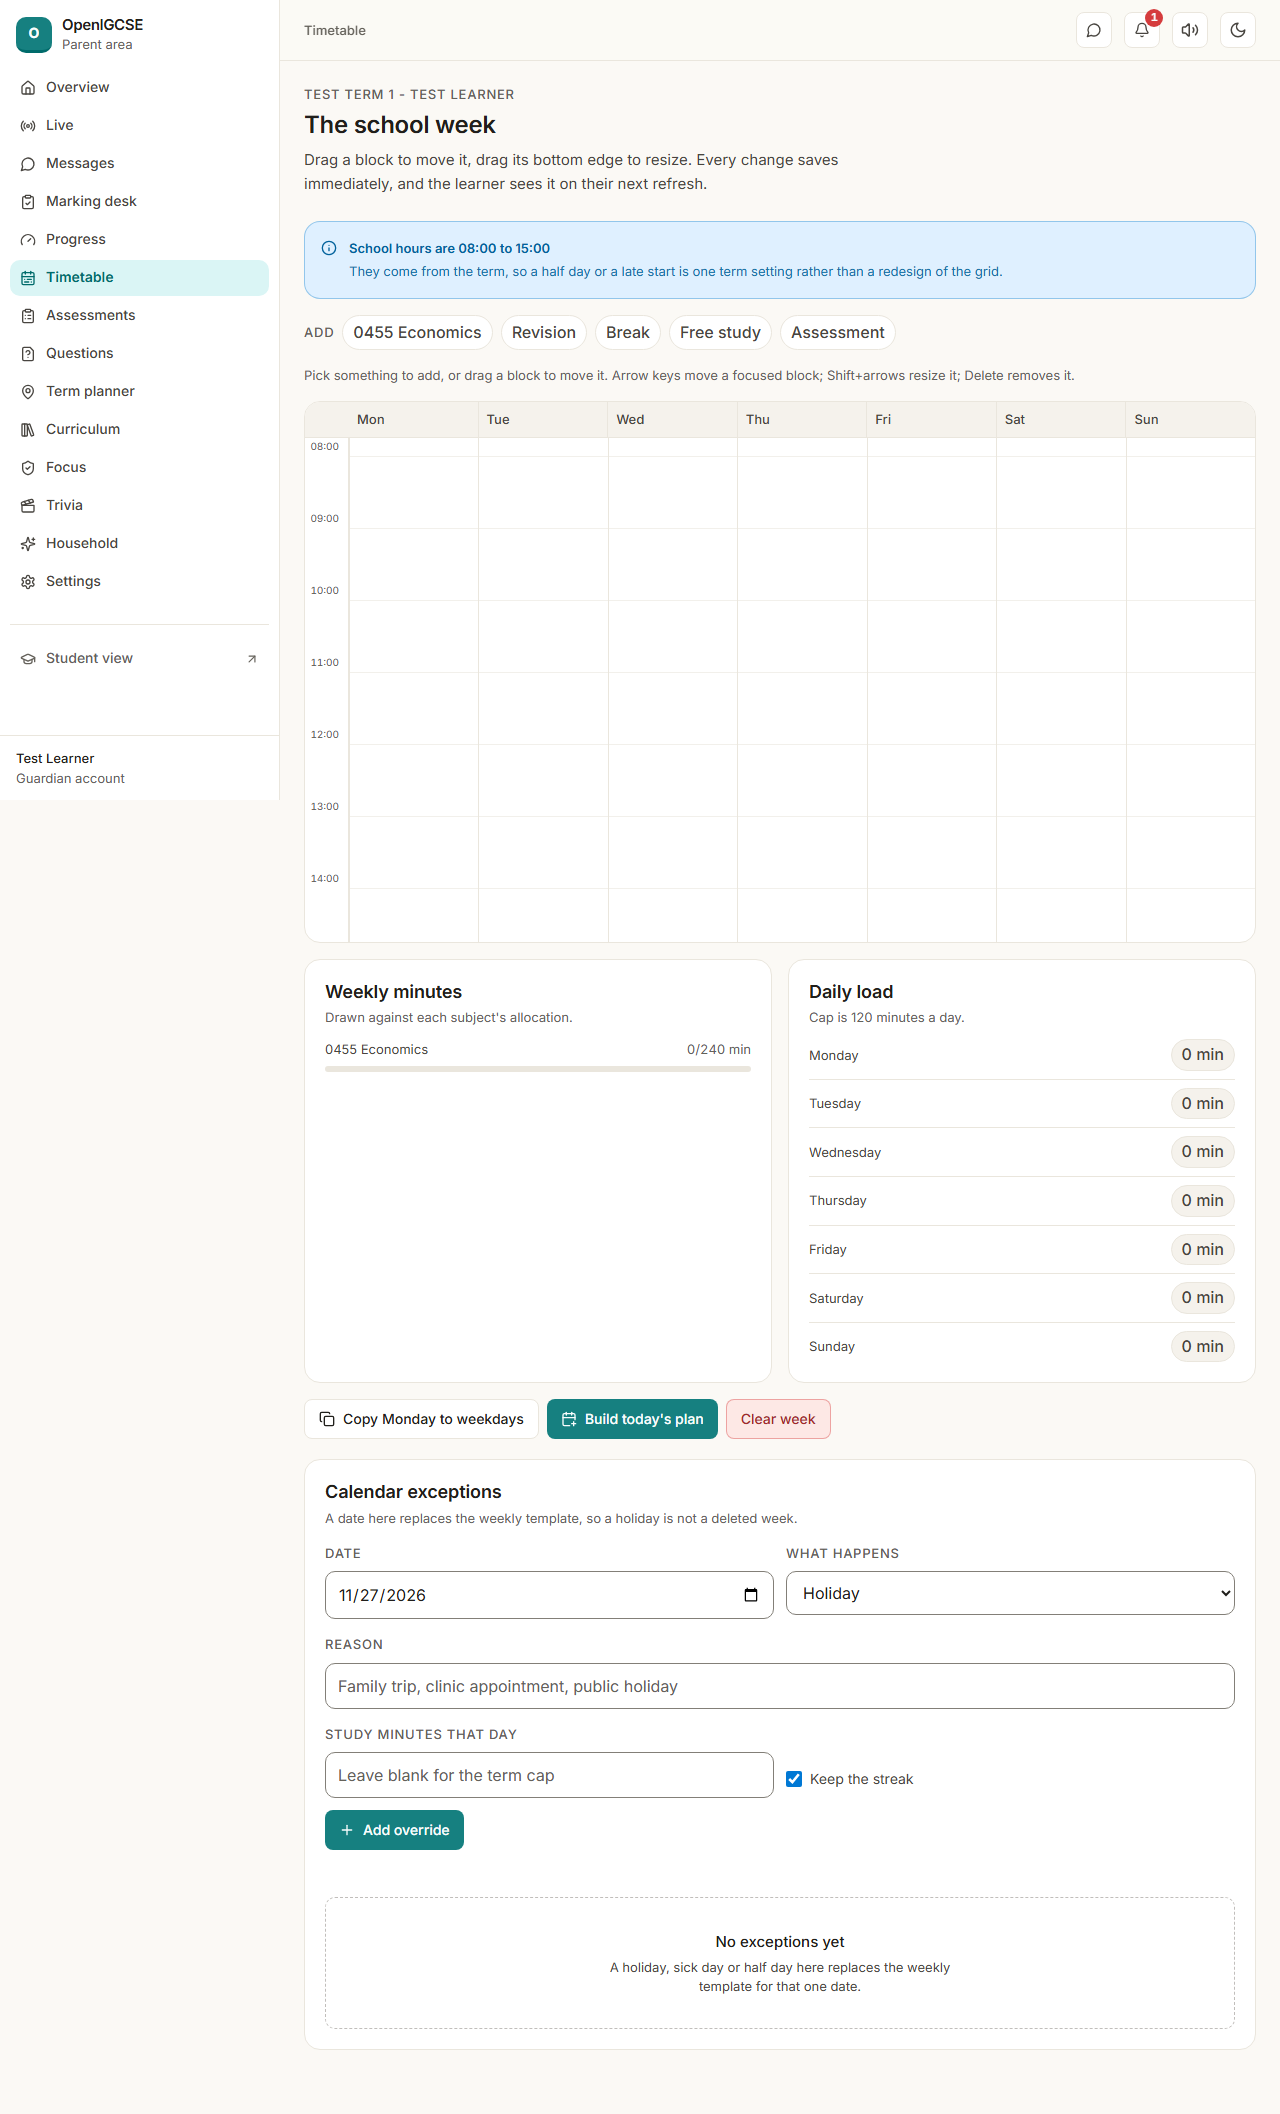 O
OpenIGCSE
Parent area
Overview
Live
Messages
Marking desk
Progress
Timetable
Assessments
Questions
Term planner
Curriculum
Focus
Trivia
Household
Settings
Student view
Test Learner
Guardian account
Timetable
1
TEST TERM 1 - TEST LEARNER
The school week
Drag a block to move it, drag its bottom edge to resize. Every change saves
immediately, and the learner sees it on their next refresh.
School hours are 08:00 to 15:00
They come from the term, so a half day or a late start is one term setting rather than a redesign of the grid.
ADD 0455 Economics Revision Break Free study Assessment
Pick something to add, or drag a block to move it. Arrow keys move a focused block; Shift+arrows resize it; Delete removes it.
Mon Tue Wed Thu Fri Sat Sun
08:00
09:00
10:00
11:00
12:00
13:00
14:00
Weekly minutes
Drawn against each subject's allocation.
0455 Economics 0/240 min
Daily load
Cap is 120 minutes a day.
Monday 0 min
Tuesday 0 min
Wednesday 0 min
Thursday 0 min
Friday 0 min
Saturday 0 min
Sunday 0 min
Copy Monday to weekdays Build today's plan Clear week
Calendar exceptions
A date here replaces the weekly template, so a holiday is not a deleted week.
DATE WHAT HAPPENS
11/27/2026 Holiday
REASON
Family trip, clinic appointment, public holiday
STUDY MINUTES THAT DAY
Leave blank for the term cap Keep the streak
Add override
No exceptions yet
A holiday, sick day or half day here replaces the weekly
template for that one date.